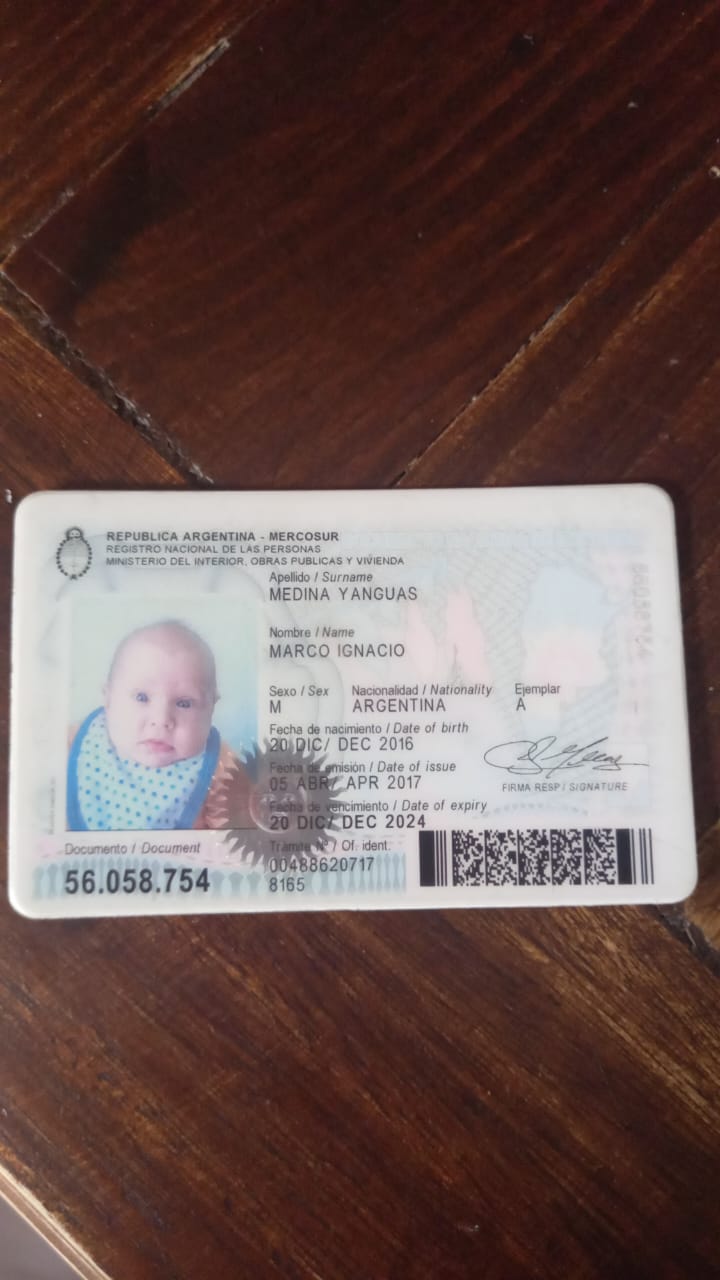 REPUBLICA ARGENTINA - MERCOSUR
REGISTRO NACIONAL DE LAS PERSONAS
MINISTERIO DEL INTERIOR, OBRAS PUBLICAS Y VIVIENDA
Apellido / Surname
MEDINA YANGUAS
Nombre / Name
MARCO IGNACIO
Sexo / Sex Nacionalidad / Nationality Ejemplar
M ARGENTINA A
Fecha de nacimiento / Date of birth
20 DIC/ DEC 2016
Fecha de emisión / Date of issue
05 ABR/ APR 2017
FIRMA RESP / SIGNATURE
Fecha de vencimiento / Date of expiry
20 DIC/ DEC 2024
Documento / Document
56.058.754
Trámite Nº / Of. ident.
00488620717
8165